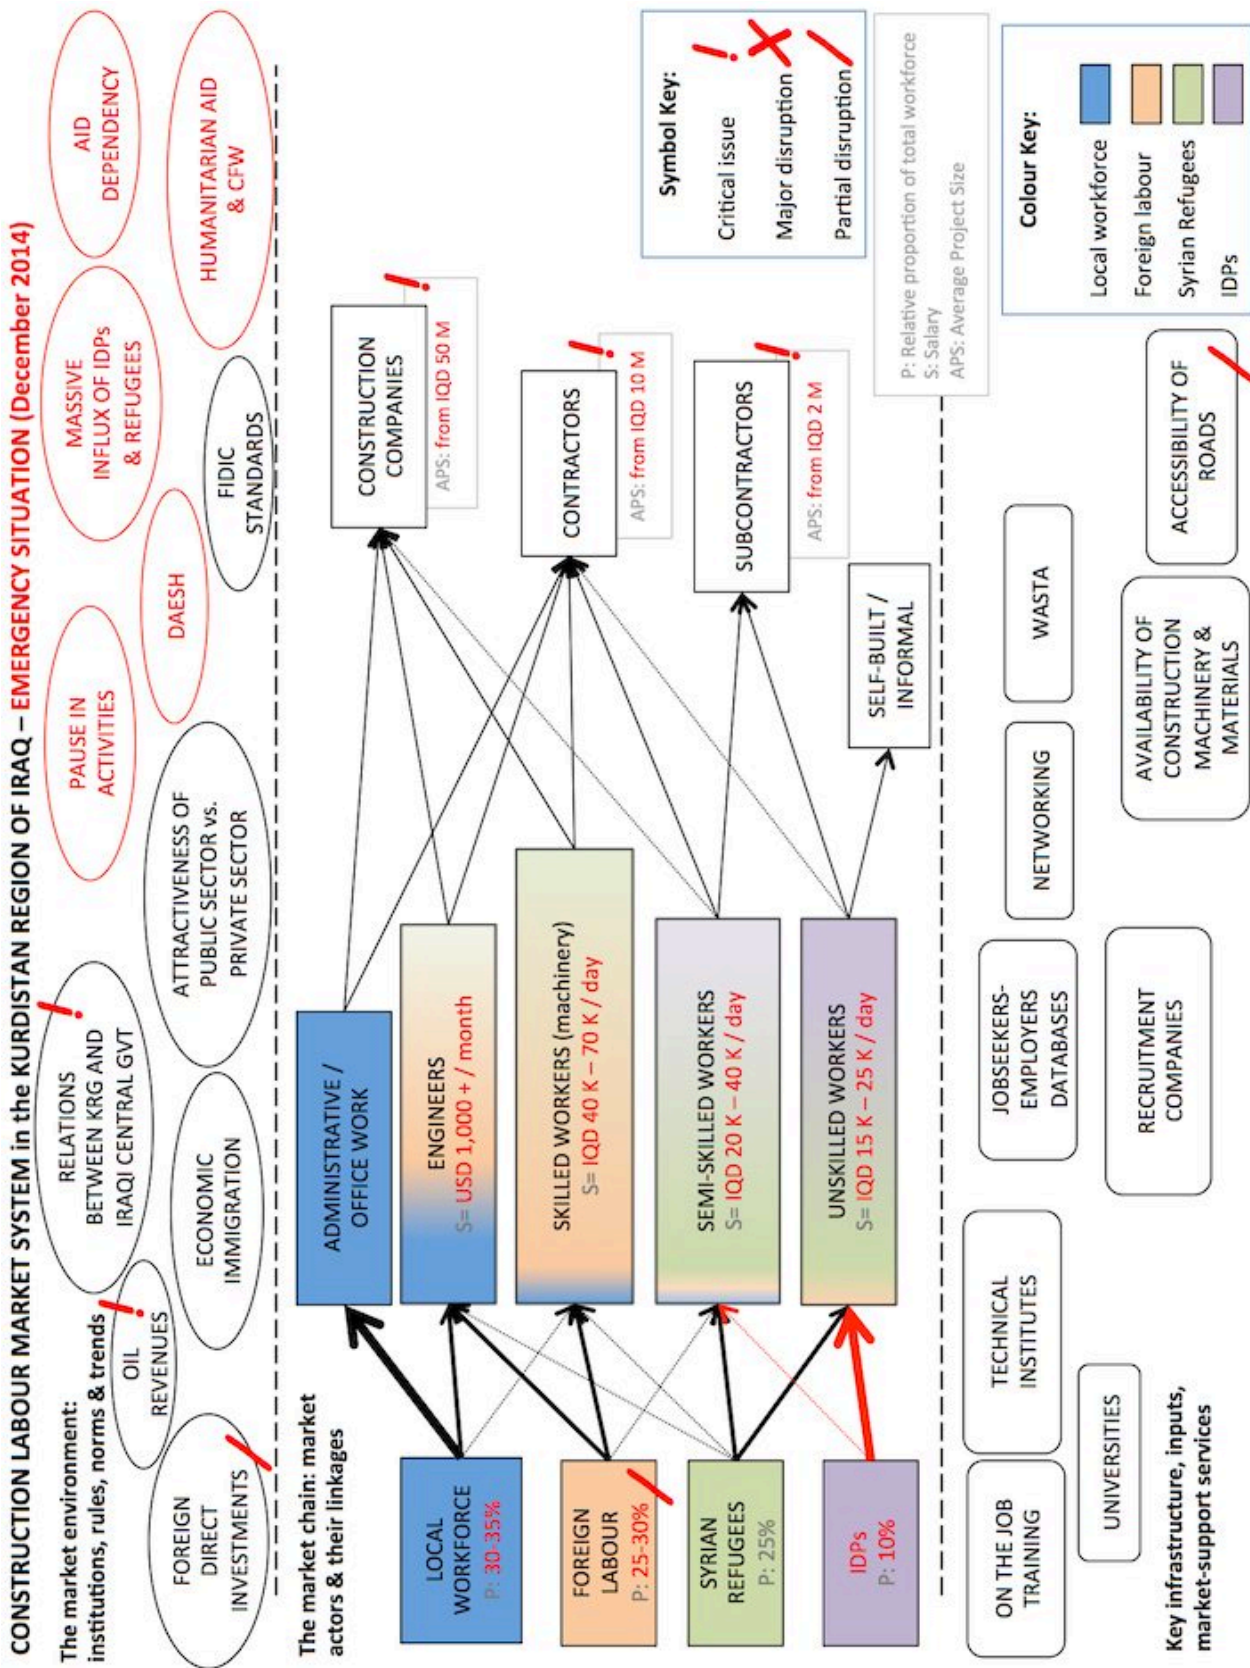 CONSTRUCTION LABOUR MARKET SYSTEM in the KURDISTAN REGION OF IRAQ – EMERGENCY SITUATION (December 2014)
The market environment:
institutions, rules, norms & trends
FOREIGN
DIRECT
INVESTMENTS
OIL
REVENUES
RELATIONS
BETWEEN KRG AND
IRAQI CENTRAL GVT
ECONOMIC
IMMIGRATION
ATTRACTIVENESS OF
PUBLIC SECTOR vs.
PRIVATE SECTOR
PAUSE IN
ACTIVITIES
DAESH
MASSIVE
INFLUX OF IDPs
& REFUGEES
FIDIC
STANDARDS
AID
DEPENDENCY
HUMANITARIAN AID
& CFW
The market chain: market
actors & their linkages
LOCAL
WORKFORCE
P: 30-35%
FOREIGN
LABOUR
P: 25-30%
SYRIAN
REFUGEES
P: 25%
IDPs
P: 10%
ADMINISTRATIVE /
OFFICE WORK
ENGINEERS
S= USD 1,000 + / month
SKILLED WORKERS (machinery)
S= IQD 40 K – 70 K / day
SEMI-SKILLED WORKERS
S= IQD 20 K – 40 K / day
UNSKILLED WORKERS
S= IQD 15 K – 25 K / day
CONSTRUCTION
COMPANIES
APS: from IQD 50 M
CONTRACTORS
APS: from IQD 10 M
SUBCONTRACTORS
APS: from IQD 2 M
SELF-BUILT /
INFORMAL
Symbol Key:
Critical issue
Major disruption
Partial disruption
P: Relative proportion of total workforce
S: Salary
APS: Average Project Size
Colour Key:
Local workforce
Foreign labour
Syrian Refugees
IDPs
ON THE JOB
TRAINING
TECHNICAL
INSTITUTES
UNIVERSITIES
JOBSEEKERS-
EMPLOYERS
DATABASES
RECRUITMENT
COMPANIES
NETWORKING
WASTA
AVAILABILITY OF
CONSTRUCTION
MACHINERY &
MATERIALS
ACCESSIBILITY OF
ROADS
Key infrastructure, inputs,
market-support services